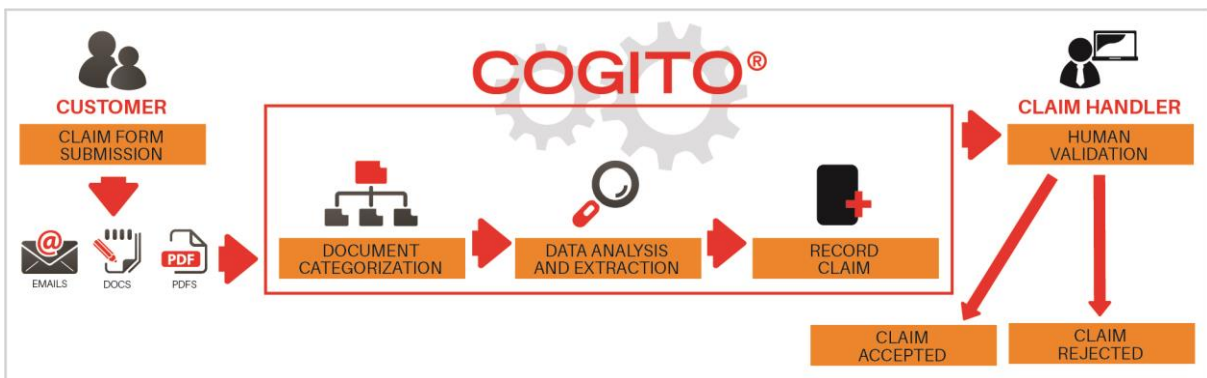 COGITO®
CUSTOMER
CLAIM FORM
SUBMISSION
@
EMAILS
DOCS
PDF
PDFS
DOCUMENT
CATEGORIZATION
DATA ANALYSIS
AND EXTRACTION
RECORD
CLAIM
CLAIM HANDLER
HUMAN
VALIDATION
CLAIM
ACCEPTED
CLAIM
REJECTED